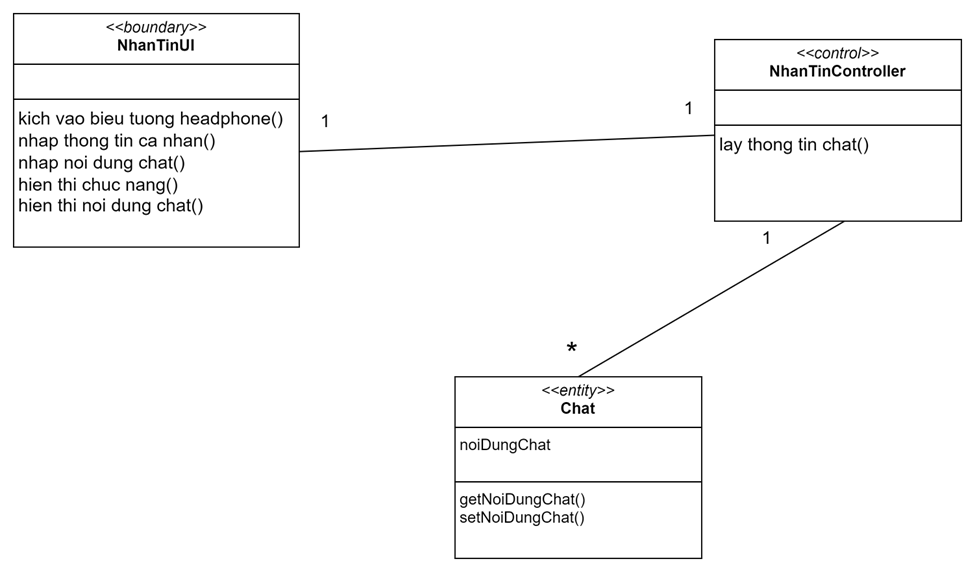 <<boundary>>
NhanTinUI
kich vao bieu tuong headphone()
nhap thong tin ca nhan()
nhap noi dung chat()
hien thi chuc nang()
hien thi noi dung chat()
1
1
<<control>>
NhanTinController
lay thong tin chat()
1
*
<<entity>>
Chat
noiDungChat
getNoiDungChat()
setNoiDungChat()